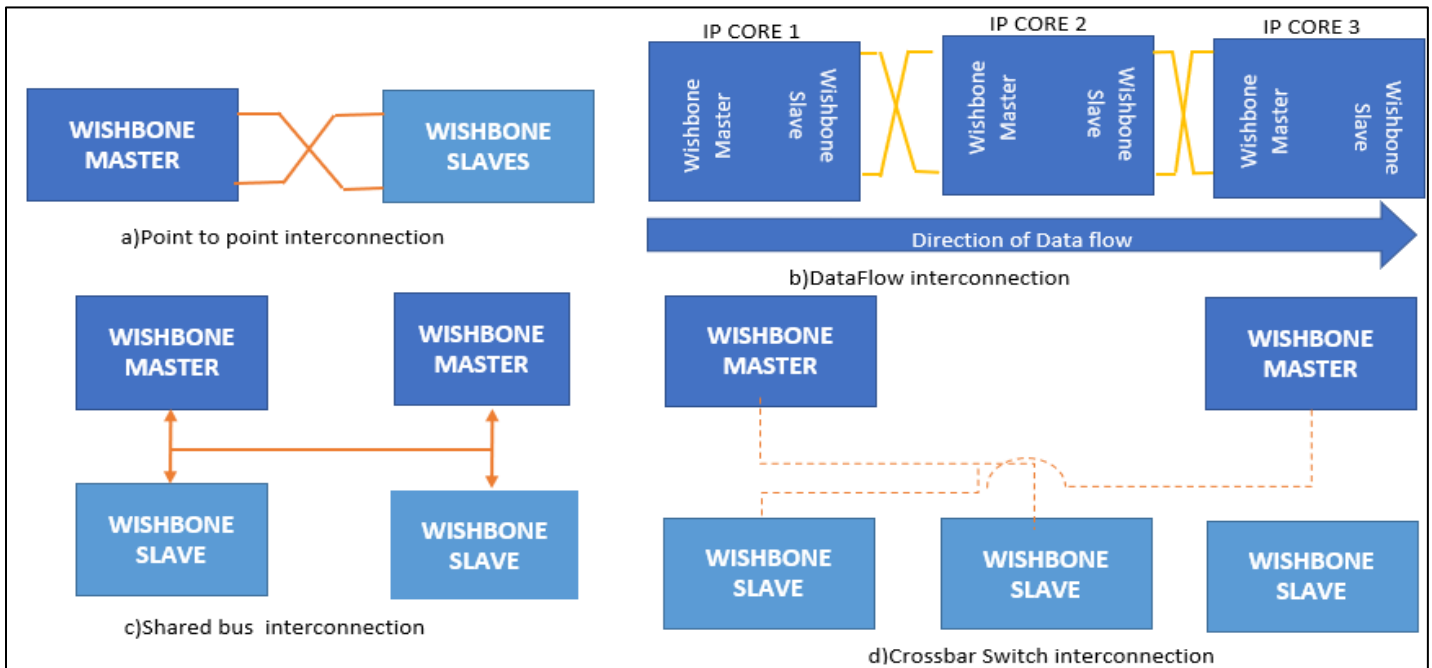 WISHBONE
MASTER
WISHBONE
SLAVES
a)Point to point interconnection
IP CORE 1
IP CORE 2
IP CORE 3
Wishbone
Master
Wishbone
Slave
Wishbone
Master
Wishbone
Slave
Wishbone
Master
Wishbone
Slave
Direction of Data flow
b)DataFlow interconnection
WISHBONE
MASTER
WISHBONE
MASTER
WISHBONE
SLAVE
WISHBONE
SLAVE
c)Shared bus interconnection
WISHBONE
MASTER
WISHBONE
MASTER
WISHBONE
SLAVE
WISHBONE
SLAVE
WISHBONE
SLAVE
d)Crossbar Switch interconnection